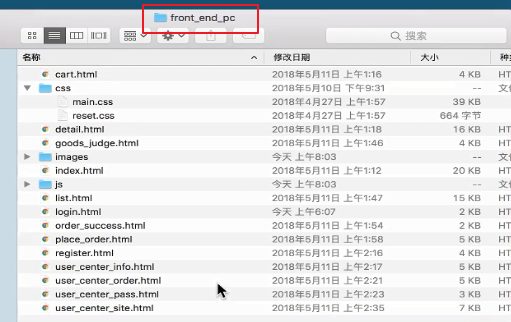 front_end_pc
搜索
名称 修改日期 大小
cart.html 2018年5月11日 上午1:16 4 KB HT
css 2018年5月10日 下午9:31 -- 文
main.css 2018年4月27日 上午1:57 39 KB
reset.css 2018年4月27日 上午1:57 664 字节
detail.html 2018年5月11日 上午1:18 16 KB HT
goods_judge.html 2018年5月11日 上午1:46 4 KB HT
images 今天 上午8:03 -- 文
index.html 2018年5月11日 上午1:12 20 KB HT
js 今天 上午8:03 -- 文
list.html 2018年5月11日 上午1:47 15 KB HT
login.html 今天 上午6:07 2 KB HT
order_success.html 2018年5月11日 上午1:54 2 KB HT
place_order.html 2018年5月11日 上午1:58 5 KB HT
register.html 2018年5月11日 上午2:16 4 KB HT
user_center_info.html 2018年5月11日 上午2:17 5 KB HT
user_center_order.html 2018年5月11日 上午2:21 5 KB HT
user_center_pass.html 2018年5月11日 上午2:23 3 KB HT
user_center_site.html 2018年5月11日 上午2:35 7 KB HT